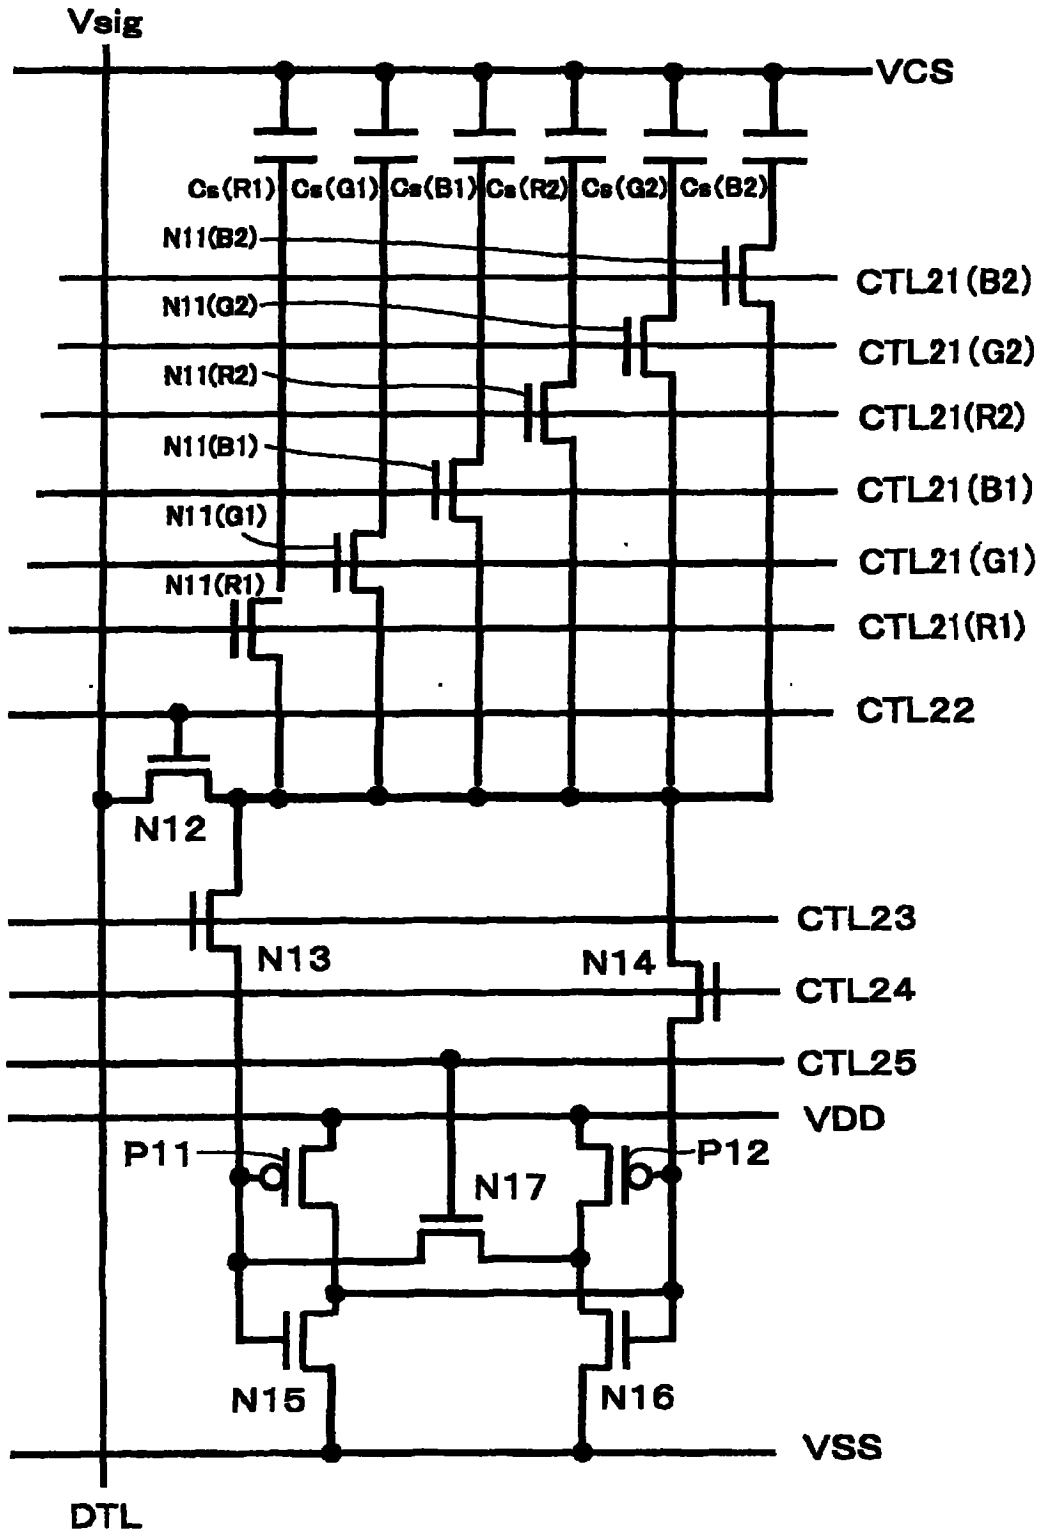 Vsig
VCS
Cs(R1) Cs(G1) Cs(B1) Cs(R2) Cs(G2) Cs(B2)
N11(B2)
CTL21(B2)
N11(G2)
CTL21(G2)
N11(R2)
CTL21(R2)
N11(B1)
CTL21(B1)
N11(G1)
CTL21(G1)
N11(R1)
CTL21(R1)
CTL22
N12
CTL23
N13
N14
CTL24
CTL25
VDD
P11
P12
N17
N15
N16
VSS
DTL